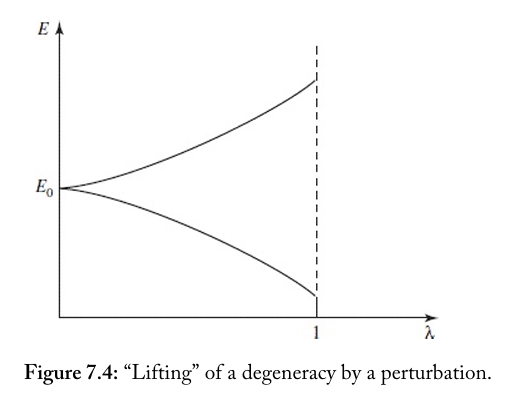 E
E₀
1
λ
Figure 7.4: “Lifting” of a degeneracy by a perturbation.